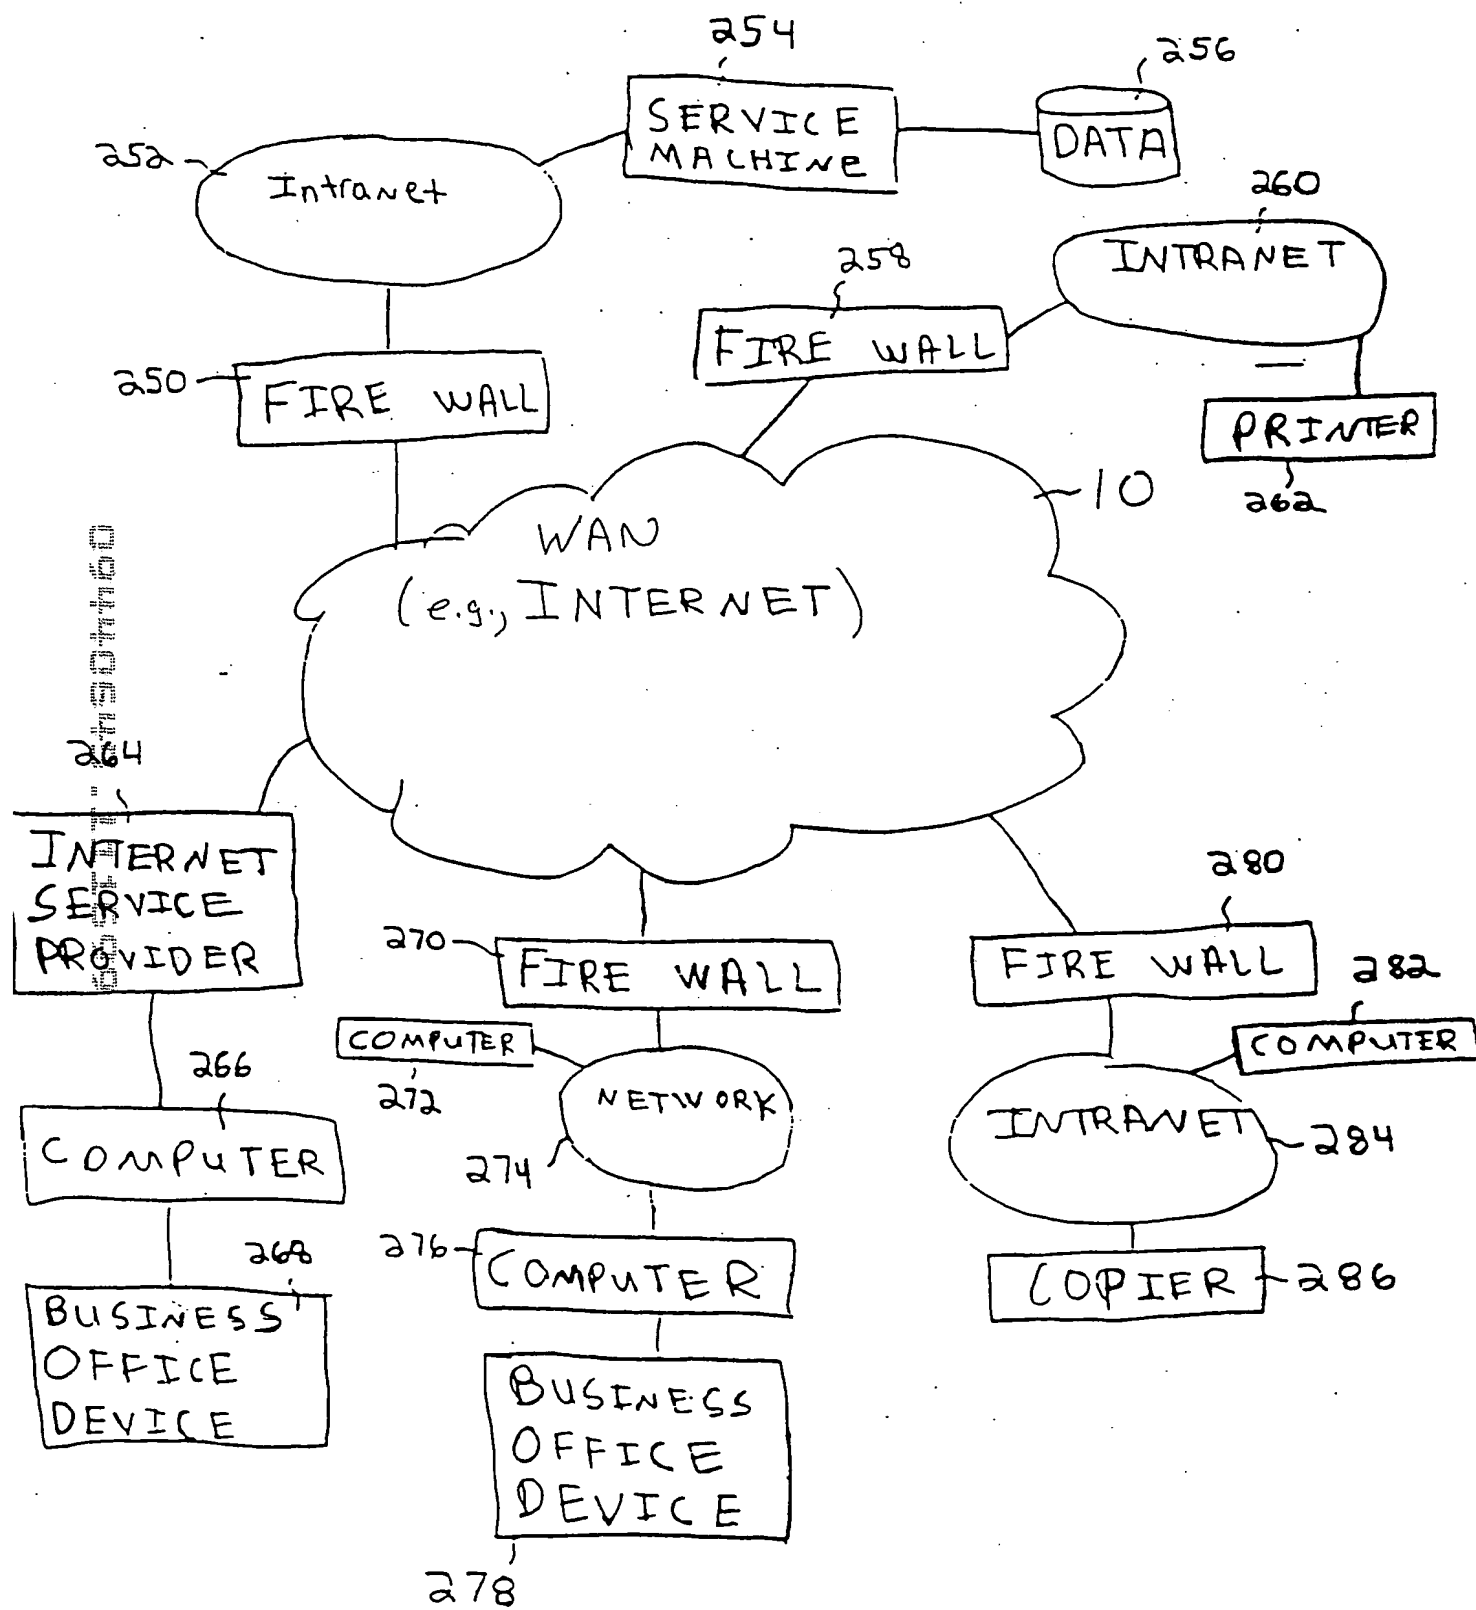 254
256
SERVICE
MACHINE
DATA
252
Intranet
260
INTRANET
258
FIRE WALL
250
FIRE WALL
PRINTER
262
10
WAN
(e.g., INTERNET)
264
INTERNET
SERVICE
PROVIDER
280
270
FIRE WALL
FIRE WALL
282
COMPUTER
COMPUTER
272
266
NETWORK
INTRANET
284
274
COMPUTER
276
COMPUTER
268
COPIER
286
BUSINESS
OFFICE
DEVICE
BUSINESS
OFFICE
DEVICE
278